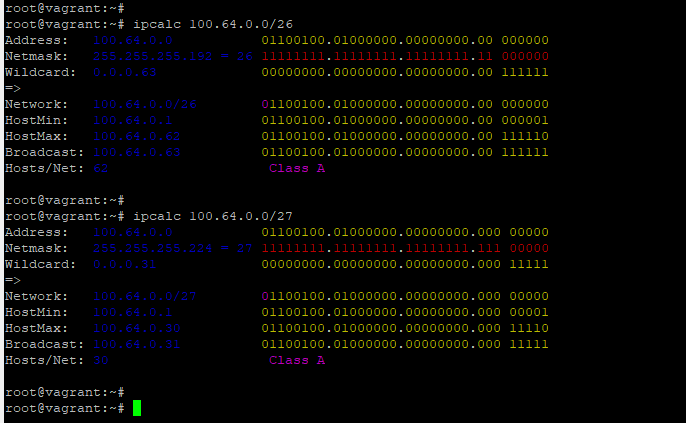 root@vagrant:~#
root@vagrant:~# ipcalc 100.64.0.0/26
Address:   100.64.0.0           01100100.01000000.00000000.00 000000
Netmask:   255.255.255.192 = 26 11111111.11111111.11111111.11 000000
Wildcard:  0.0.0.63             00000000.00000000.00000000.00 111111
=>
Network:   100.64.0.0/26        01100100.01000000.00000000.00 000000
HostMin:   100.64.0.1           01100100.01000000.00000000.00 000001
HostMax:   100.64.0.62          01100100.01000000.00000000.00 111110
Broadcast: 100.64.0.63          01100100.01000000.00000000.00 111111
Hosts/Net: 62                    Class A
root@vagrant:~#
root@vagrant:~# ipcalc 100.64.0.0/27
Address:   100.64.0.0           01100100.01000000.00000000.000 00000
Netmask:   255.255.255.224 = 27 11111111.11111111.11111111.111 00000
Wildcard:  0.0.0.31             00000000.00000000.00000000.000 11111
=>
Network:   100.64.0.0/27        01100100.01000000.00000000.000 00000
HostMin:   100.64.0.1           01100100.01000000.00000000.000 00001
HostMax:   100.64.0.30          01100100.01000000.00000000.000 11110
Broadcast: 100.64.0.31          01100100.01000000.00000000.000 11111
Hosts/Net: 30                    Class A
root@vagrant:~#
root@vagrant:~#